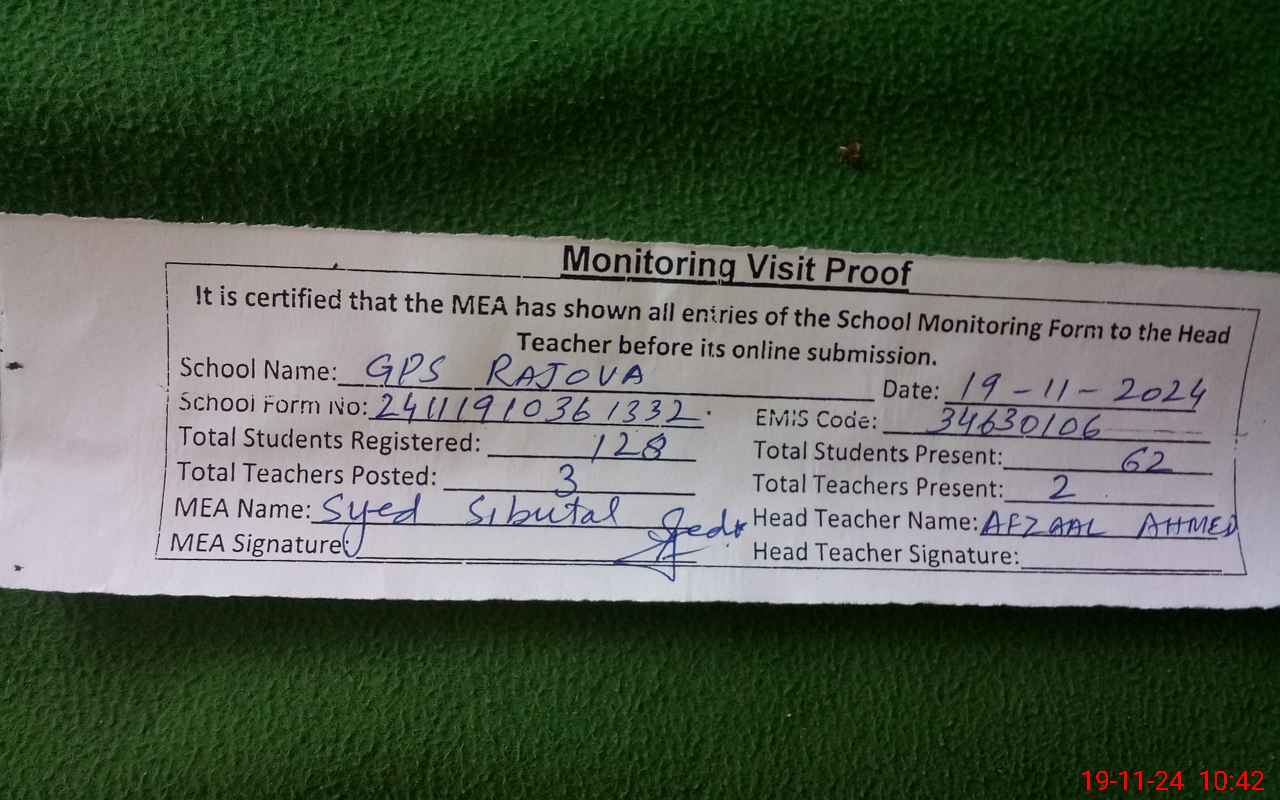 Monitoring Visit Proof
It is certified that the MEA has shown all entries of the School Monitoring Form to the Head
Teacher before its online submission.
School Name: GPS RAJOVA Date: 19-11-2024
School Form No: 24111910361332 EMIS Code: 34630106
Total Students Registered: 128 Total Students Present: 62
Total Teachers Posted: 3 Total Teachers Present: 2
MEA Name: Syed Sibutal Head Teacher Name: AFZAAL AHMED
MEA Signature: Head Teacher Signature:
19-11-24 10:42